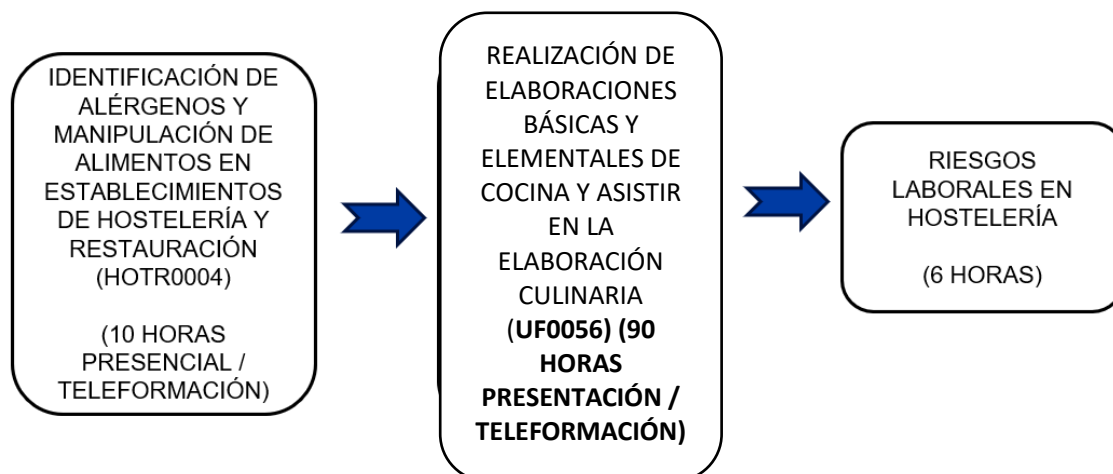 IDENTIFICACIÓN DE
ALÉRGENOS Y
MANIPULACIÓN DE
ALIMENTOS EN
ESTABLECIMIENTOS
DE HOSTELERÍA Y
RESTAURACIÓN
(HOTR0004)
(10 HORAS
PRESENCIAL /
TELEFORMACIÓN)
REALIZACIÓN DE
ELABORACIONES
BÁSICAS Y
ELEMENTALES DE
COCINA Y ASISTIR
EN LA
ELABORACIÓN
CULINARIA
(UF0056) (90
HORAS
PRESENTACIÓN /
TELEFORMACIÓN)
RIESGOS
LABORALES EN
HOSTELERÍA
(6 HORAS)